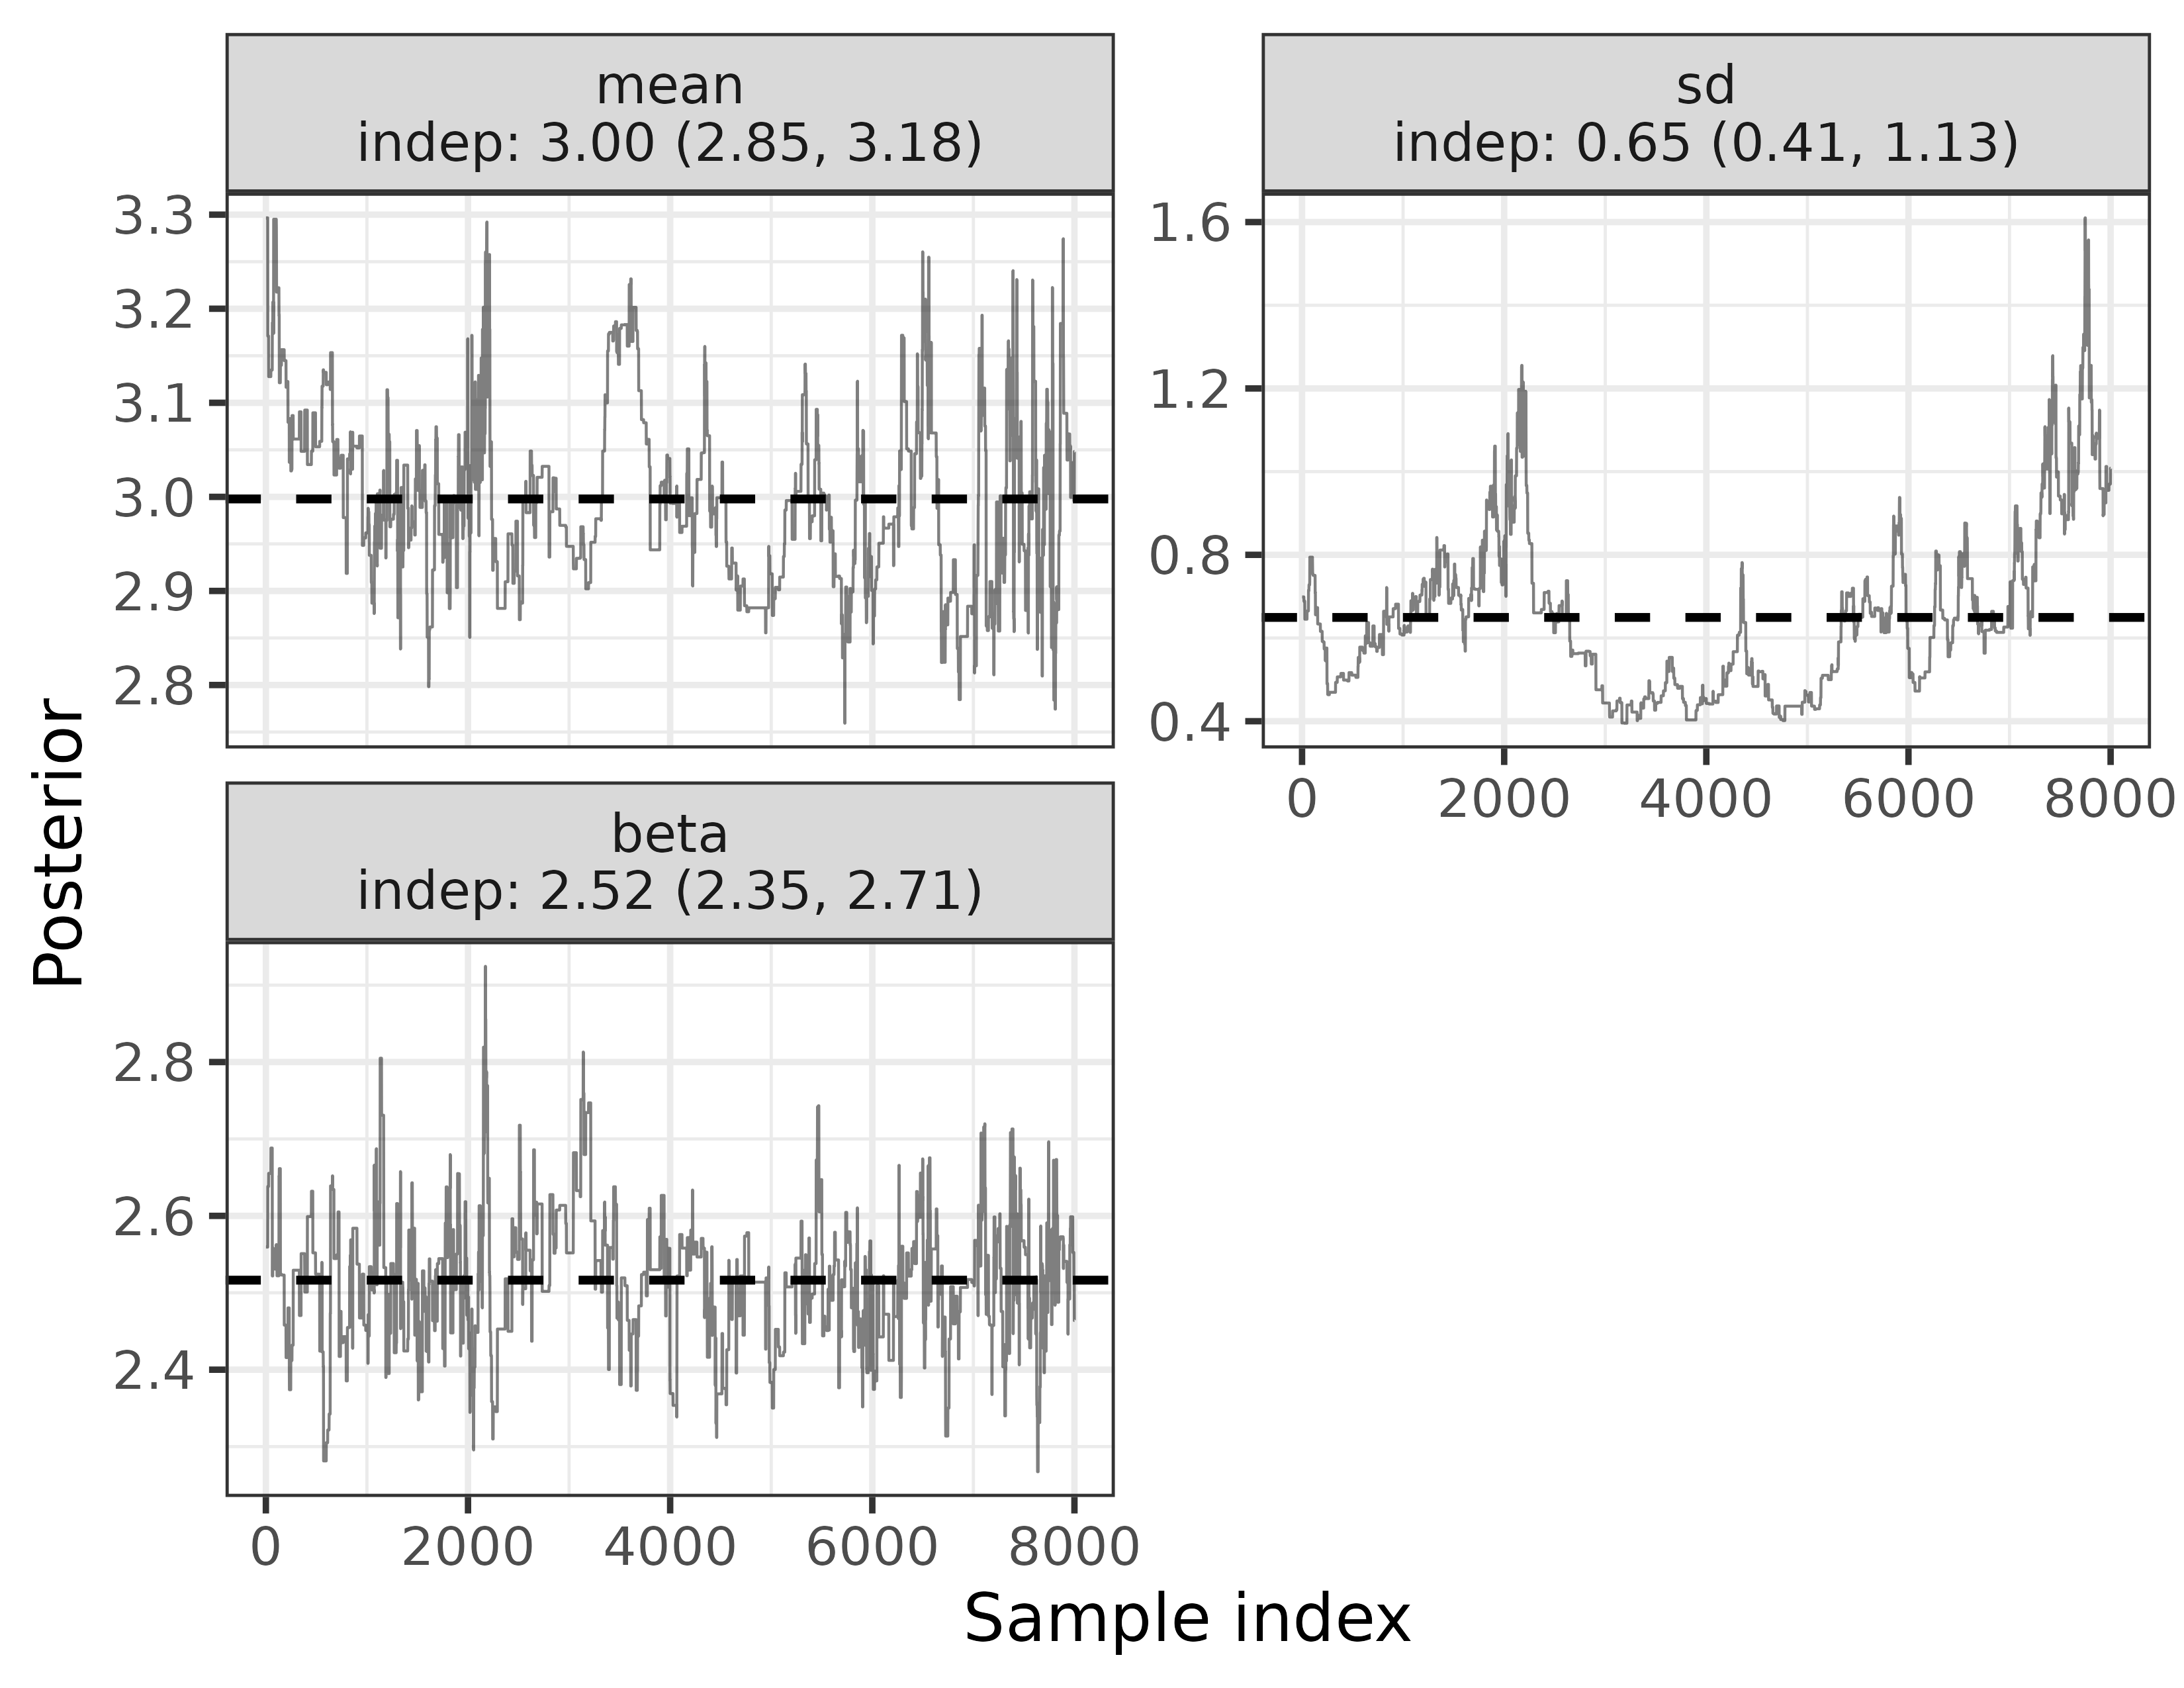 mean
indep: 3.00 (2.85, 3.18)
3.3
3.2
3.1
3.0
2.9
2.8
sd
indep: 0.65 (0.41, 1.13)
1.6
1.2
0.8
0.4
0 2000 4000 6000 8000
Posterior
beta
indep: 2.52 (2.35, 2.71)
2.8
2.6
2.4
0 2000 4000 6000 8000
Sample index